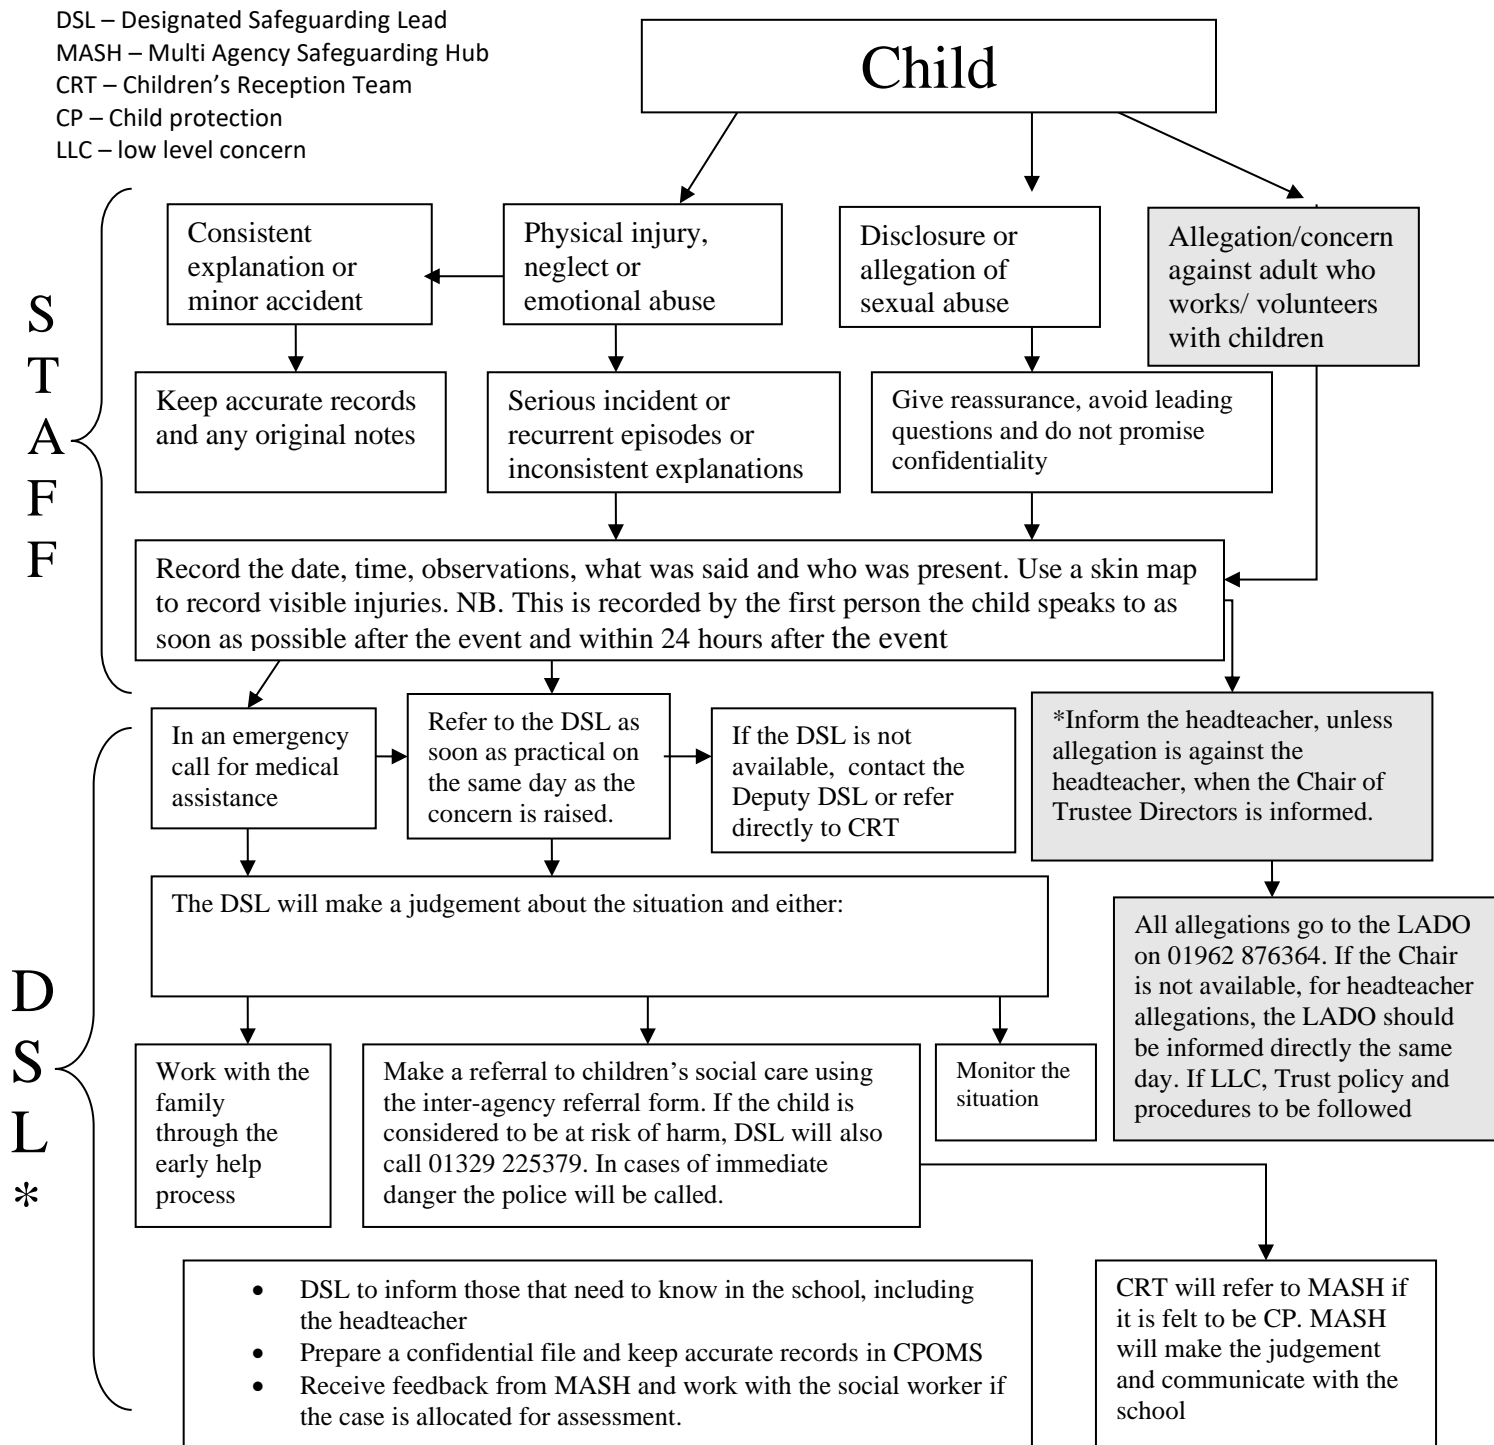 DSL – Designated Safeguarding Lead
MASH – Multi Agency Safeguarding Hub
CRT – Children's Reception Team
CP – Child protection
LLC – low level concern
Child
S
T
A
F
F
Consistent
explanation or
minor accident
Physical injury,
neglect or
emotional abuse
Disclosure or
allegation of
sexual abuse
Allegation/concern
against adult who
works/ volunteers
with children
Keep accurate records
and any original notes
Serious incident or
recurrent episodes or
inconsistent explanations
Give reassurance, avoid leading
questions and do not promise
confidentiality
Record the date, time, observations, what was said and who was present. Use a skin map
to record visible injuries. NB. This is recorded by the first person the child speaks to as
soon as possible after the event and within 24 hours after the event
D
S
L
*
In an emergency
call for medical
assistance
Refer to the DSL as
soon as practical on
the same day as the
concern is raised.
If the DSL is not
available,  contact the
Deputy DSL or refer
directly to CRT
*Inform the headteacher, unless
allegation is against the
headteacher, when the Chair of
Trustee Directors is informed.
The DSL will make a judgement about the situation and either:
All allegations go to the LADO
on 01962 876364. If the Chair
is not available, for headteacher
allegations, the LADO should
be informed directly the same
day. If LLC, Trust policy and
procedures to be followed
Work with the
family
through the
early help
process
Make a referral to children's social care using
the inter-agency referral form. If the child is
considered to be at risk of harm, DSL will also
call 01329 225379. In cases of immediate
danger the police will be called.
Monitor the
situation
• DSL to inform those that need to know in the school, including
the headteacher
• Prepare a confidential file and keep accurate records in CPOMS
• Receive feedback from MASH and work with the social worker if
the case is allocated for assessment.
CRT will refer to MASH if
it is felt to be CP. MASH
will make the judgement
and communicate with the
school